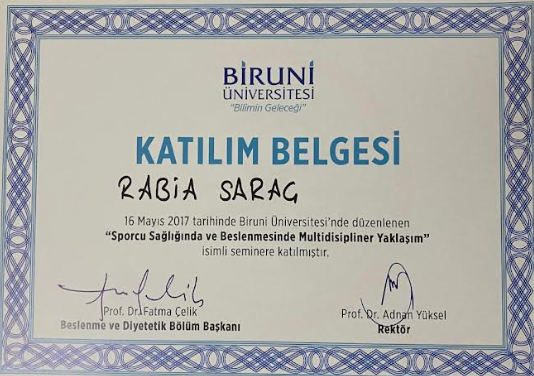 BİRUNİ
ÜNİVERSİTESİ
"Bilimin Geleceği"
KATILIM BELGESİ
RABİA SARAÇ
16 Mayıs 2017 tarihinde Biruni Üniversitesi'nde düzenlenen
"Sporcu Sağlığında ve Beslenmesinde Multidisipliner Yaklaşım"
isimli seminere katılmıştır.
Prof. Dr. Fatma Çelik
Beslenme ve Diyetetik Bölüm Başkanı
Prof. Dr. Adnan Yüksel
Rektör